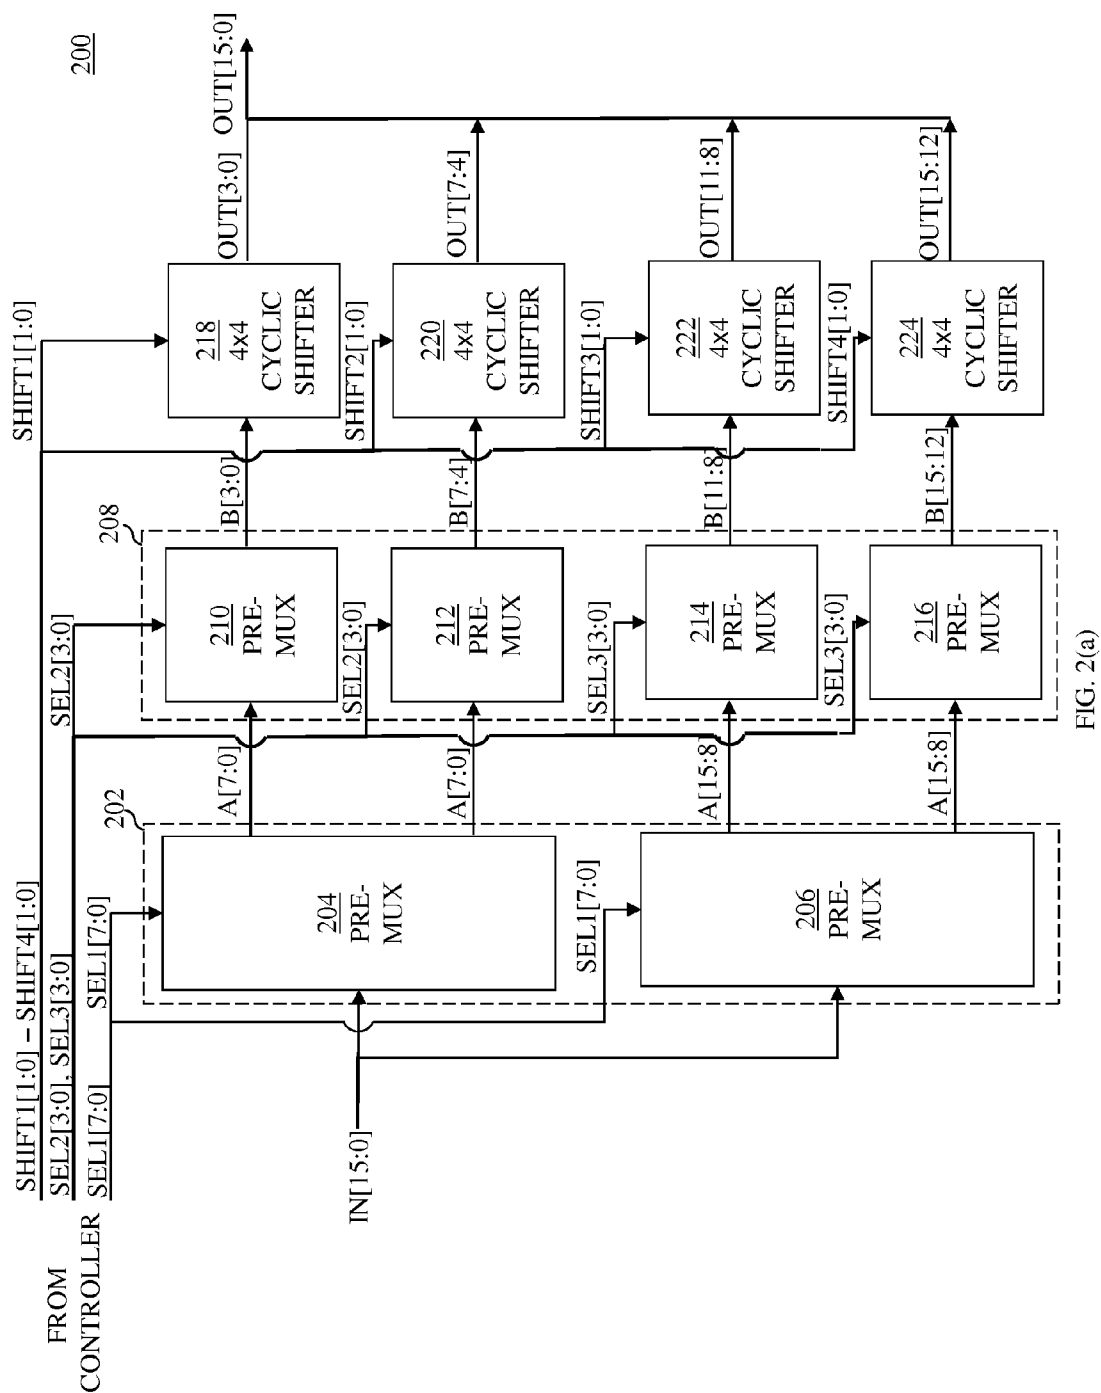 200
FROM
CONTROLLER
SHIFT1[1:0] – SHIFT4[1:0]
SEL2[3:0], SEL3[3:0]
SEL1[7:0]
SEL1[7:0]
SEL2[3:0]
SHIFT1[1:0]
IN[15:0]
202
204
PRE-
MUX
SEL1[7:0]
206
PRE-
MUX
A[7:0]
A[7:0]
A[15:8]
A[15:8]
208
210
PRE-
MUX
SEL2[3:0]
212
PRE-
MUX
SEL3[3:0]
214
PRE-
MUX
SEL3[3:0]
216
PRE-
MUX
B[3:0]
B[7:4]
B[11:8]
B[15:12]
218
4x4
CYCLIC
SHIFTER
SHIFT2[1:0]
220
4x4
CYCLIC
SHIFTER
SHIFT3[1:0]
222
4x4
CYCLIC
SHIFTER
SHIFT4[1:0]
224
4x4
CYCLIC
SHIFTER
OUT[3:0]
OUT[7:4]
OUT[11:8]
OUT[15:12]
OUT[15:0]
FIG. 2(a)